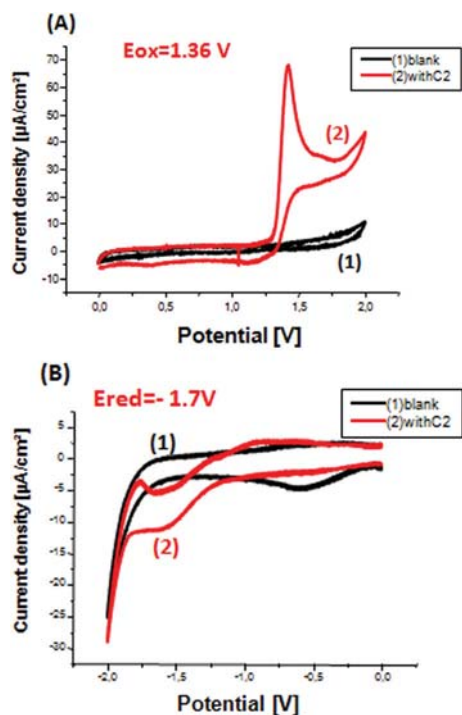 (A)
Eox=1.36 V
(1)blank
(2)withC2
70
60
50
40
30
20
10
0
-10
(2)
(1)
Current density [µA/cm²]
0,0 0,5 1,0 1,5 2,0
Potential [V]
(B)
Ered=- 1.7V
(1)blank
(2)withC2
5
0
-5
-10
-15
-20
-25
-30
(1)
(2)
Current density [µA/cm²]
-2,0 -1,5 -1,0 -0,5 0,0
Potential [V]